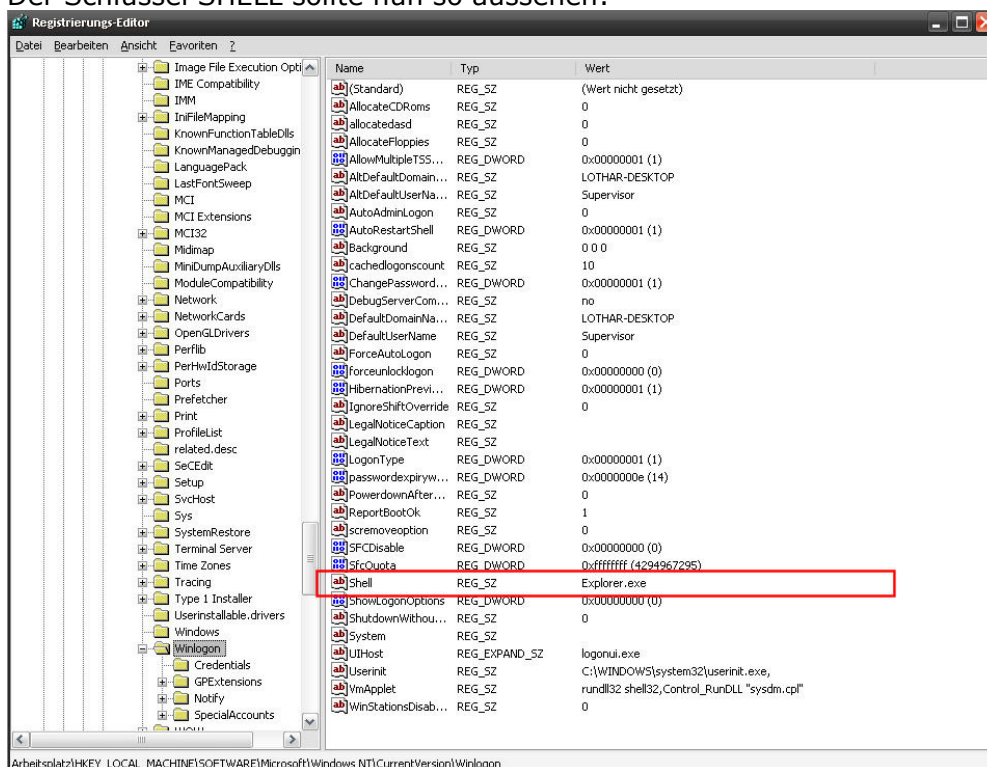 Der Schlüssel SHELL sollte nun so aussehen:
Registrierungs-Editor
Datei Bearbeiten Ansicht Favoriten ?
Image File Execution Opti
IME Compatibility
IMM
IniFileMapping
KnownFunctionTableDlls
KnownManagedDebuggin
LanguagePack
LastFontSweep
MCI
MCI Extensions
MCI32
Midimap
MiniDumpAuxiliaryDlls
ModuleCompatibility
Network
NetworkCards
OpenGLDrivers
Perflib
PerHwIdStorage
Ports
Prefetcher
Print
ProfileList
related.desc
SeCEdit
Setup
SvcHost
Sys
SystemRestore
Terminal Server
Time Zones
Tracing
Type 1 Installer
Userinstallable.drivers
Windows
Winlogon
Credentials
GPExtensions
Notify
SpecialAccounts
WOW
Name Typ Wert
(Standard) REG_SZ (Wert nicht gesetzt)
AllocateCDRoms REG_SZ 0
allocatedasd REG_SZ 0
AllocateFloppies REG_SZ 0
AllowMultipleTSS... REG_DWORD 0x00000001 (1)
AltDefaultDomain... REG_SZ LOTHAR-DESKTOP
AltDefaultUserNa... REG_SZ Supervisor
AutoAdminLogon REG_SZ 0
AutoRestartShell REG_DWORD 0x00000001 (1)
Background REG_SZ 0 0 0
cachedlogonscount REG_SZ 10
ChangePassword... REG_DWORD 0x00000001 (1)
DebugServerCom... REG_SZ no
DefaultDomainNa... REG_SZ LOTHAR-DESKTOP
DefaultUserName REG_SZ Supervisor
ForceAutoLogon REG_SZ 0
forceunlocklogon REG_DWORD 0x00000000 (0)
HibernationPrevi... REG_DWORD 0x00000001 (1)
IgnoreShiftOverride REG_SZ 0
LegalNoticeCaption REG_SZ
LegalNoticeText REG_SZ
LogonType REG_DWORD 0x00000001 (1)
passwordexpiryw... REG_DWORD 0x0000000e (14)
PowerdownAfter... REG_SZ 0
ReportBootOk REG_SZ 1
scremoveoption REG_SZ 0
SFCDisable REG_DWORD 0x00000000 (0)
SfcQuota REG_DWORD 0xffffffff (4294967295)
Shell REG_SZ Explorer.exe
ShowLogonOptions REG_DWORD 0x00000000 (0)
ShutdownWithou... REG_SZ 0
System REG_SZ
UIHost REG_EXPAND_SZ logonui.exe
Userinit REG_SZ C:\WINDOWS\system32\userinit.exe,
VmApplet REG_SZ rundll32 shell32,Control_RunDLL "sysdm.cpl"
WinStationsDisab... REG_SZ 0
Arbeitsplatz\HKEY_LOCAL_MACHINE\SOFTWARE\Microsoft\Windows NT\CurrentVersion\Winlogon